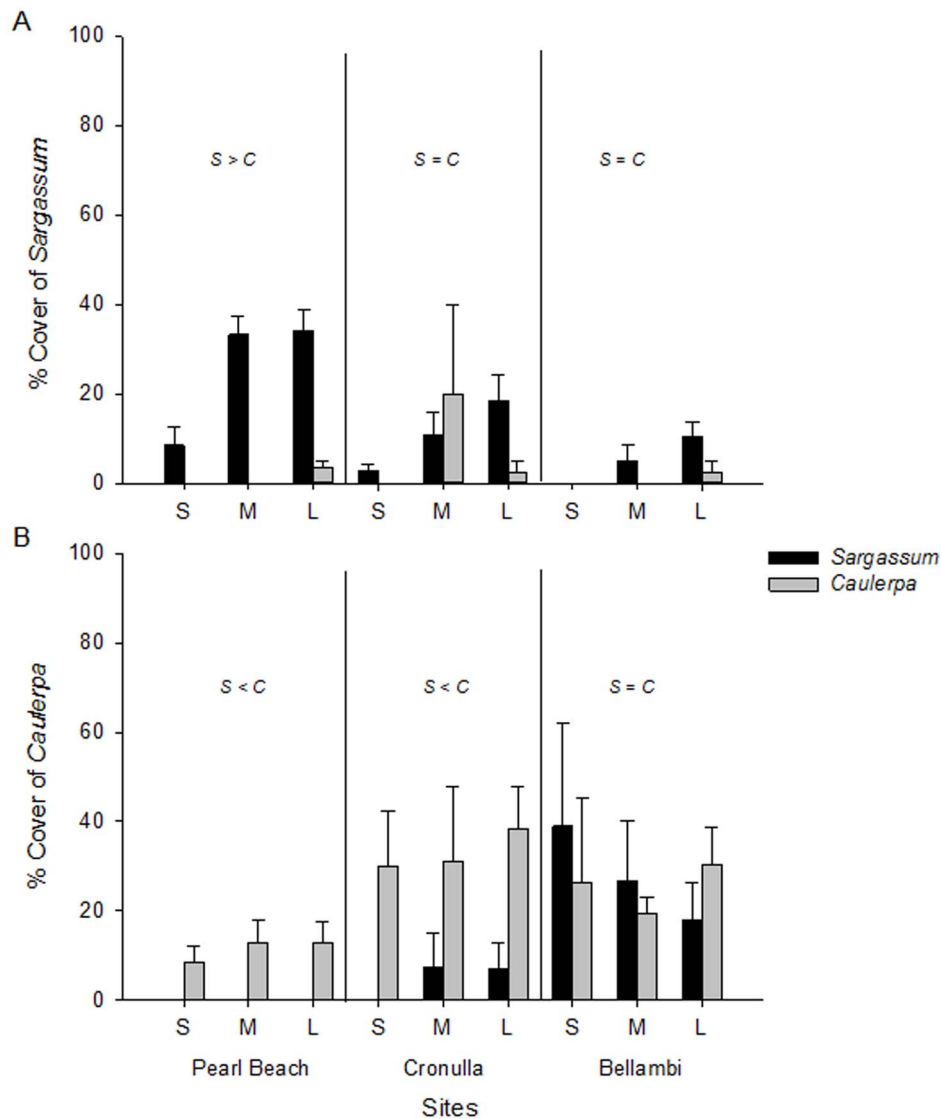 A
100
80
60
40
20
0
% Cover of Sargassum
S > C
S = C
S = C
S M L S M L S M L
B
100
80
60
40
20
0
% Cover of Caulerpa
Sargassum
Caulerpa
S < C
S < C
S = C
S M L S M L S M L
Pearl Beach Cronulla Bellambi
Sites